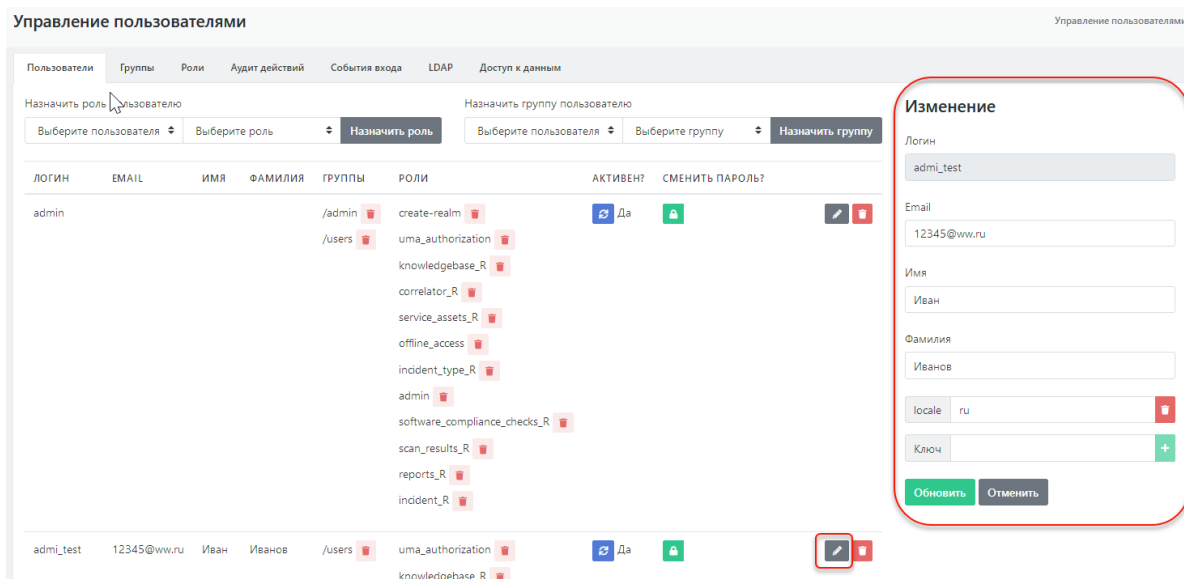 Управление пользователями
Управление пользователями
Пользователи Группы Роли Аудит действий События входа LDAP Доступ к данным
Назначить роль пользователю Назначить группу пользователю
Выберите пользователя Выберите роль Назначить роль Выберите пользователя Выберите группу Назначить группу
ЛОГИН EMAIL ИМЯ ФАМИЛИЯ ГРУППЫ РОЛИ АКТИВЕН? СМЕНИТЬ ПАРОЛЬ?
admin /admin create-realm Да
/users uma_authorization
knowledgebase_R
correlator_R
service_assets_R
offline_access
incident_type_R
admin
software_compliance_checks_R
scan_results_R
reports_R
incident_R
admi_test 12345@ww.ru Иван Иванов /users uma_authorization Да
knowledgebase_R
Изменение
Логин
admi_test
Email
12345@ww.ru
Имя
Иван
Фамилия
Иванов
locale ru
Ключ
Обновить Отменить